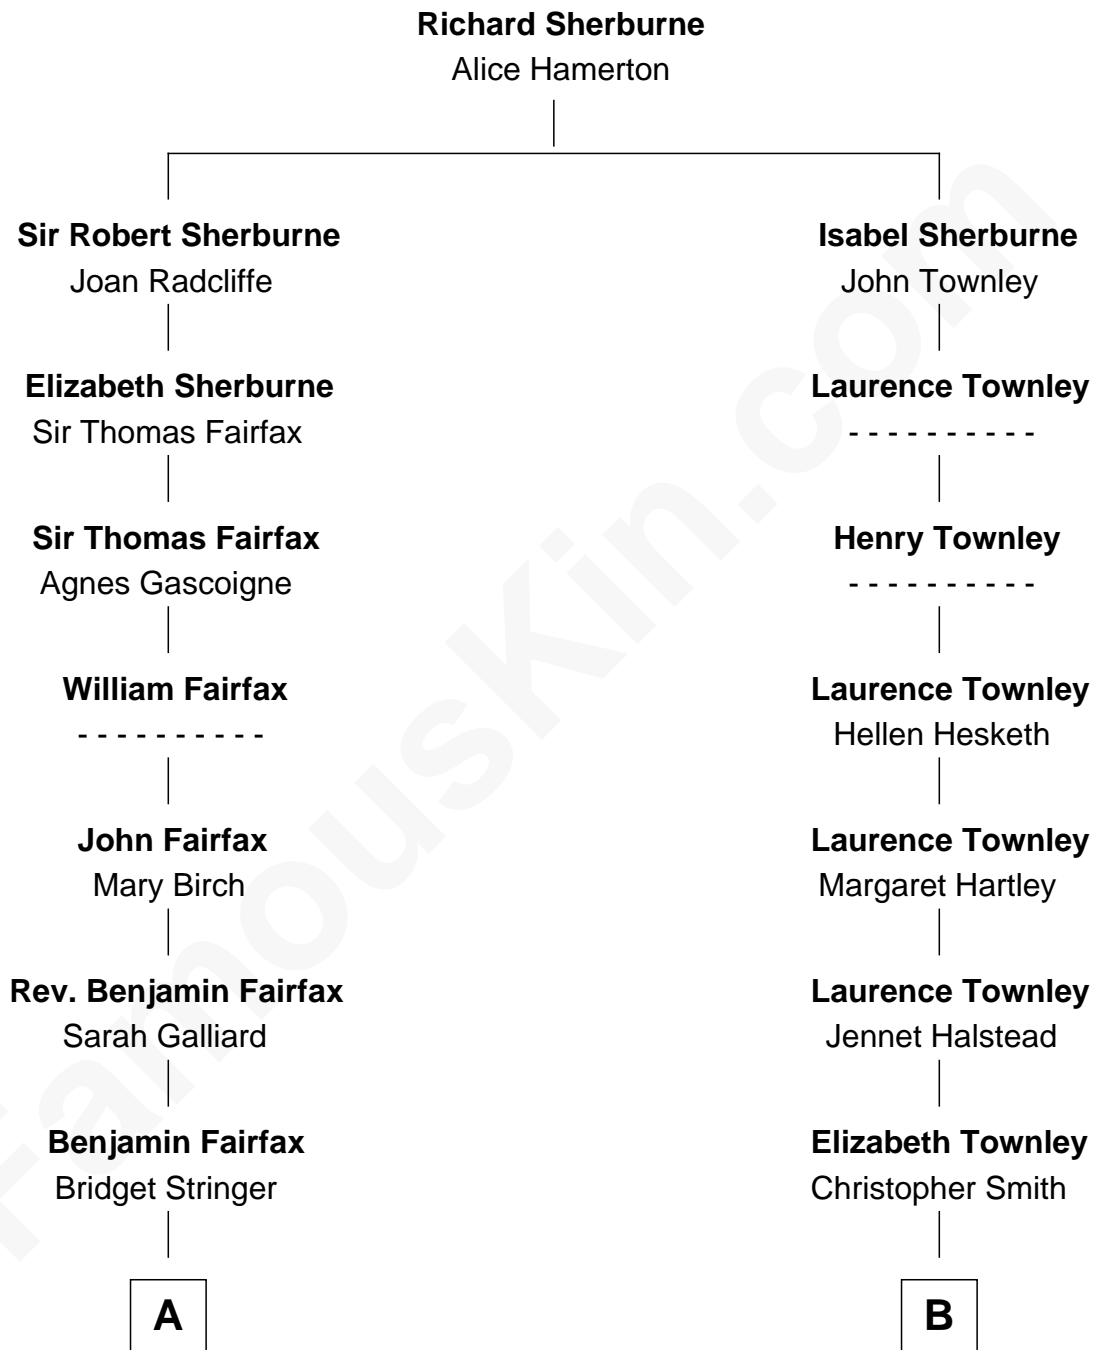 Richard Sherburne
Alice Hamerton
Sir Robert Sherburne
Joan Radcliffe
Isabel Sherburne
John Townley
Elizabeth Sherburne
Sir Thomas Fairfax
Laurence Townley
- - - - - - - - - -
Sir Thomas Fairfax
Agnes Gascoigne
Henry Townley
- - - - - - - - - -
William Fairfax
- - - - - - - - - -
Laurence Townley
Hellen Hesketh
John Fairfax
Mary Birch
Laurence Townley
Margaret Hartley
Rev. Benjamin Fairfax
Sarah Galliard
Laurence Townley
Jennet Halstead
Benjamin Fairfax
Bridget Stringer
Elizabeth Townley
Christopher Smith
A
B
FamousKin.com